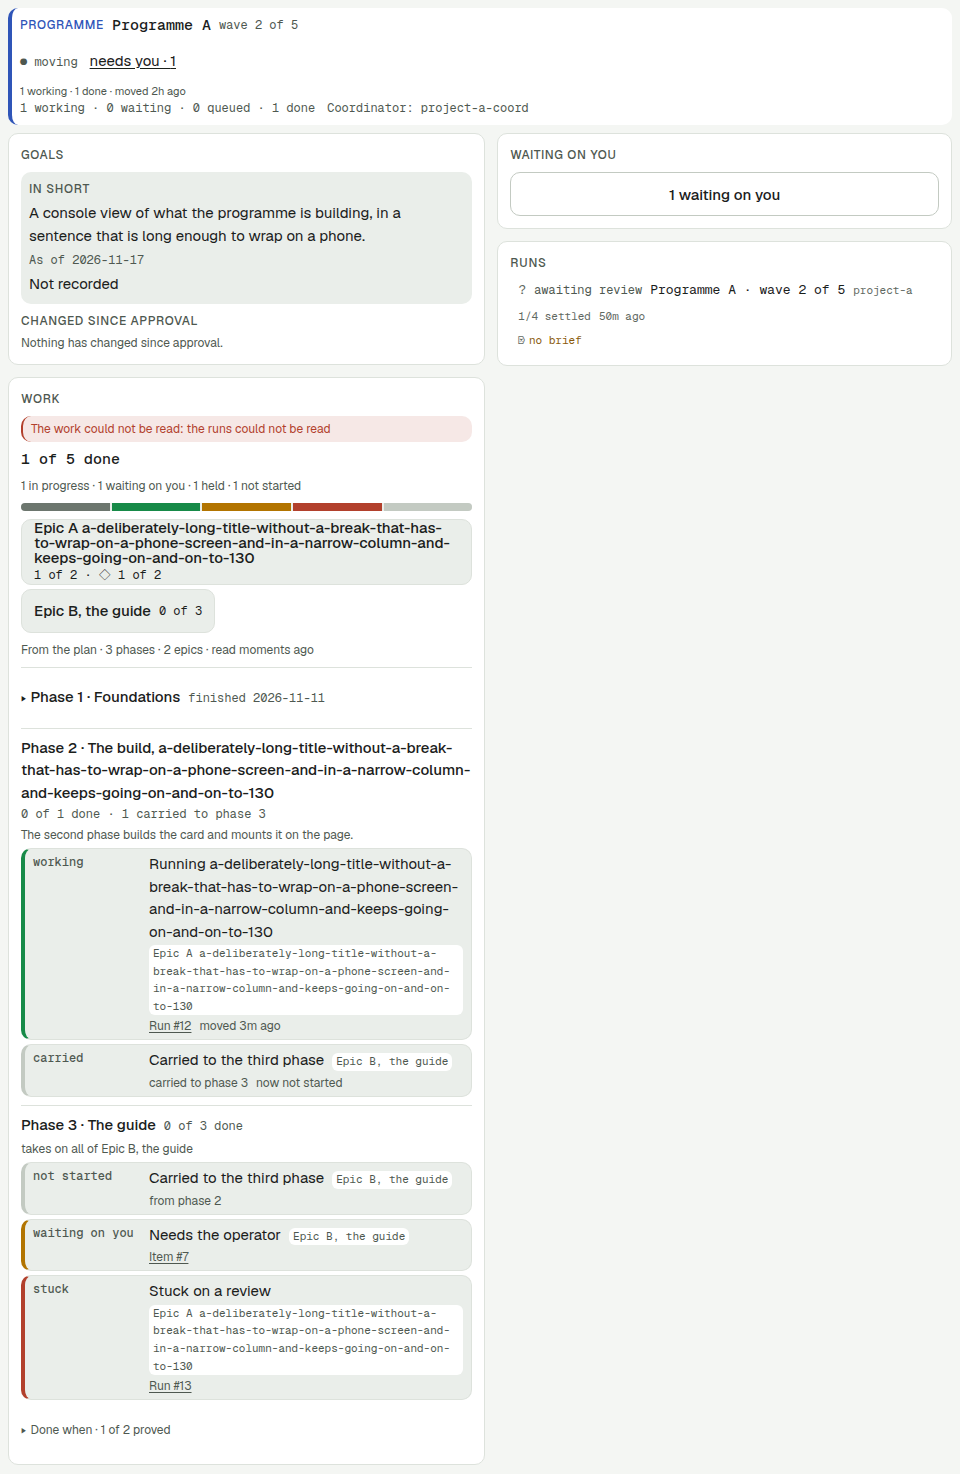 PROGRAMME Programme A wave 2 of 5
moving needs you · 1
1 working · 1 done · moved 2h ago
1 working · 0 waiting · 0 queued · 1 done Coordinator: project-a-coord
GOALS
IN SHORT
A console view of what the programme is building, in a
sentence that is long enough to wrap on a phone.
As of 2026-11-17
Not recorded
CHANGED SINCE APPROVAL
Nothing has changed since approval.
WAITING ON YOU
1 waiting on you
RUNS
? awaiting review Programme A · wave 2 of 5 project-a
1/4 settled 50m ago
no brief
WORK
The work could not be read: the runs could not be read
1 of 5 done
1 in progress · 1 waiting on you · 1 held · 1 not started
Epic A a-deliberately-long-title-without-a-break-that-has-
to-wrap-on-a-phone-screen-and-in-a-narrow-column-and-
keeps-going-on-and-on-to-130
1 of 2 · ◇ 1 of 2
Epic B, the guide 0 of 3
From the plan · 3 phases · 2 epics · read moments ago
▸ Phase 1 · Foundations finished 2026-11-11
Phase 2 · The build, a-deliberately-long-title-without-a-break-
that-has-to-wrap-on-a-phone-screen-and-in-a-narrow-column-
and-keeps-going-on-and-on-to-130
0 of 1 done · 1 carried to phase 3
The second phase builds the card and mounts it on the page.
working
Running a-deliberately-long-title-without-a-
break-that-has-to-wrap-on-a-phone-screen-
and-in-a-narrow-column-and-keeps-going-
on-and-on-to-130
Epic A a-deliberately-long-title-without-a-
break-that-has-to-wrap-on-a-phone-screen-and-
in-a-narrow-column-and-keeps-going-on-and-on-
to-130
Run #12 moved 3m ago
carried
Carried to the third phase Epic B, the guide
carried to phase 3 now not started
Phase 3 · The guide 0 of 3 done
takes on all of Epic B, the guide
not started
Carried to the third phase Epic B, the guide
from phase 2
waiting on you
Needs the operator Epic B, the guide
Item #7
stuck
Stuck on a review
Epic A a-deliberately-long-title-without-a-
break-that-has-to-wrap-on-a-phone-screen-and-
in-a-narrow-column-and-keeps-going-on-and-on-
to-130
Run #13
▸ Done when · 1 of 2 proved